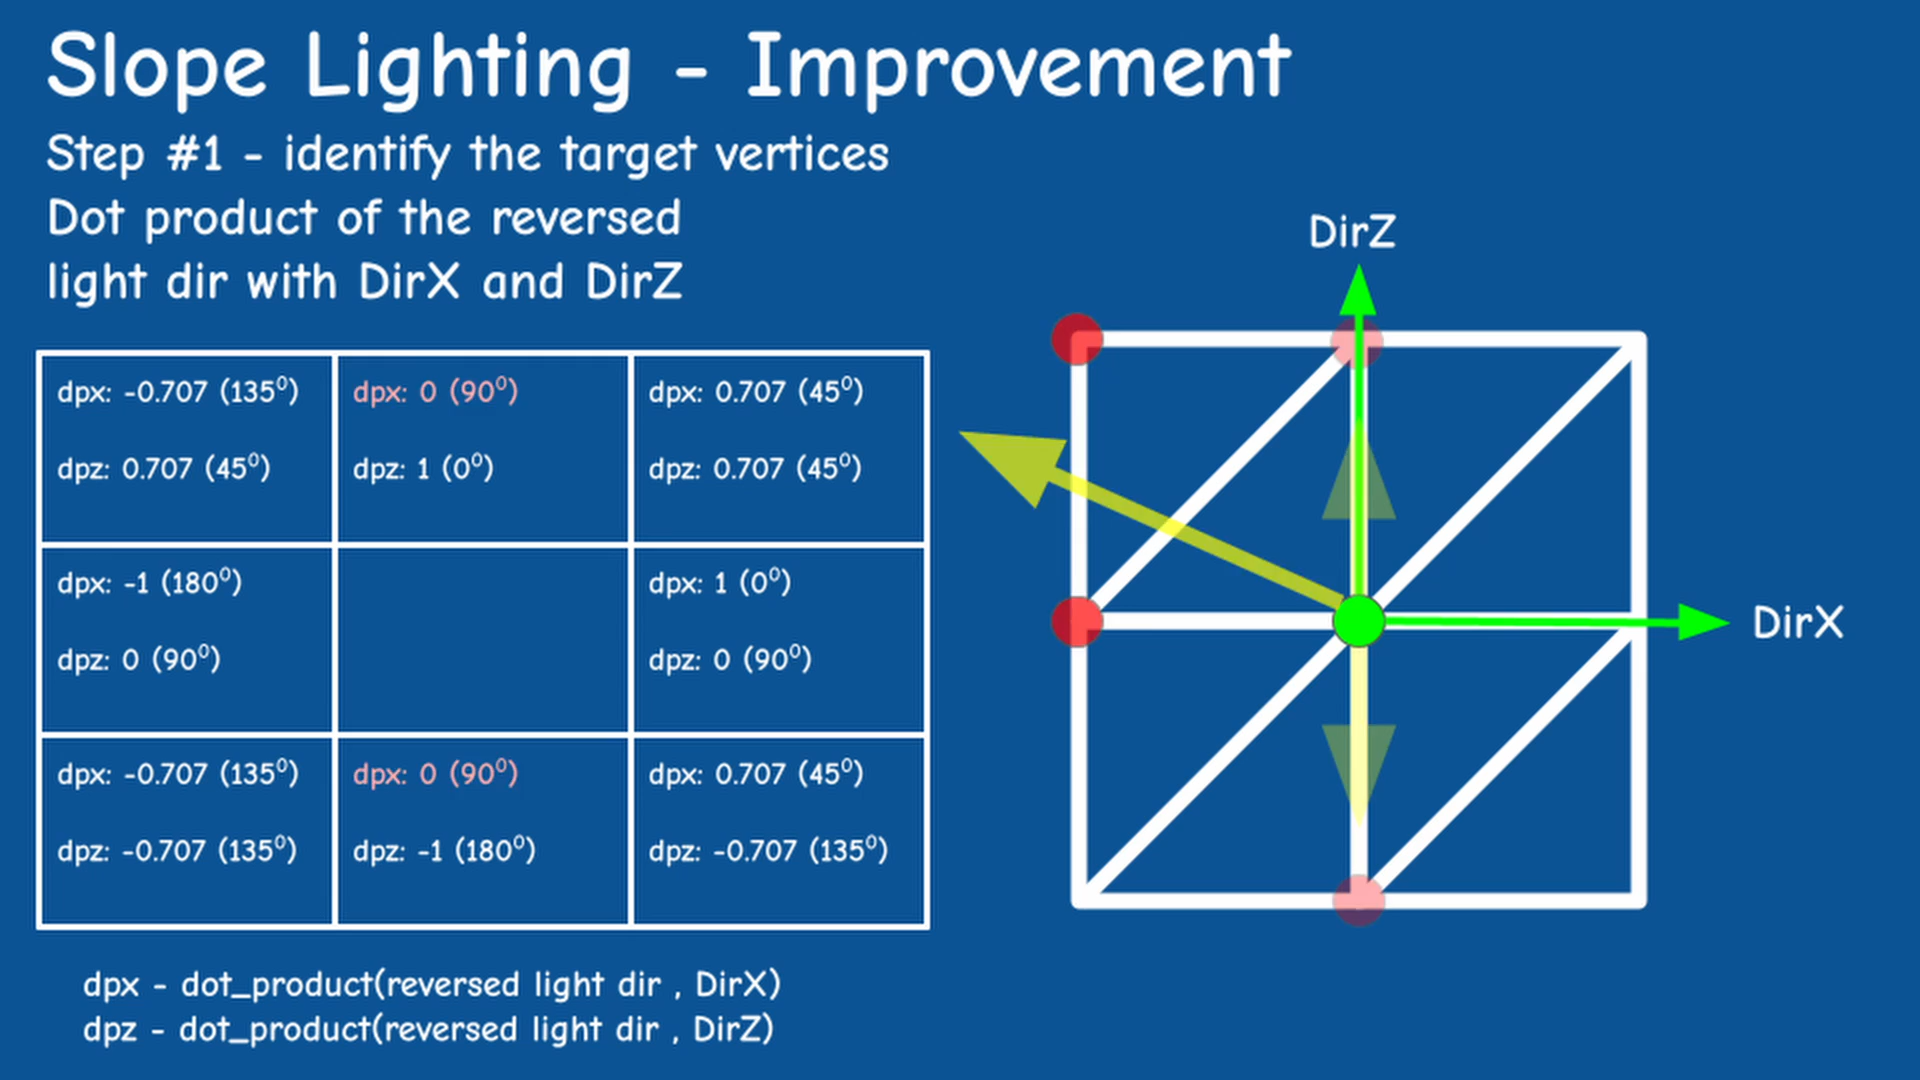 Slope Lighting - Improvement
Step #1 - identify the target vertices
Dot product of the reversed
light dir with DirX and DirZ
dpx: -0.707 (135⁰)
dpz: 0.707 (45⁰)
dpx: 0 (90⁰)
dpz: 1 (0⁰)
dpx: 0.707 (45⁰)
dpz: 0.707 (45⁰)
dpx: -1 (180⁰)
dpz: 0 (90⁰)
dpx: 1 (0⁰)
dpz: 0 (90⁰)
dpx: -0.707 (135⁰)
dpz: -0.707 (135⁰)
dpx: 0 (90⁰)
dpz: -1 (180⁰)
dpx: 0.707 (45⁰)
dpz: -0.707 (135⁰)
dpx - dot_product(reversed light dir , DirX)
dpz - dot_product(reversed light dir , DirZ)
DirZ
DirX